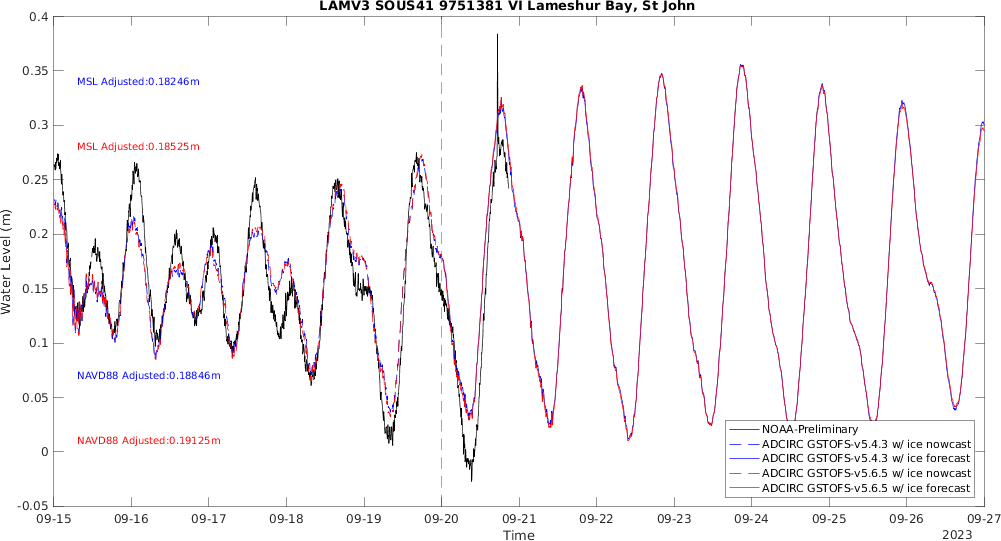 LAMV3 SOUS41 9751381 VI Lameshur Bay, St John
0.4
0.35
0.3
0.25
0.2
0.15
0.1
0.05
0
-0.05
Water Level (m)
MSL Adjusted:0.18246m
MSL Adjusted:0.18525m
NAVD88 Adjusted:0.18846m
NAVD88 Adjusted:0.19125m
NOAA-Preliminary
ADCIRC GSTOFS-v5.4.3 w/ ice nowcast
ADCIRC GSTOFS-v5.4.3 w/ ice forecast
ADCIRC GSTOFS-v5.6.5 w/ ice nowcast
ADCIRC GSTOFS-v5.6.5 w/ ice forecast
09-15 09-16 09-17 09-18 09-19 09-20 09-21 09-22 09-23 09-24 09-25 09-26 09-27
Time
2023